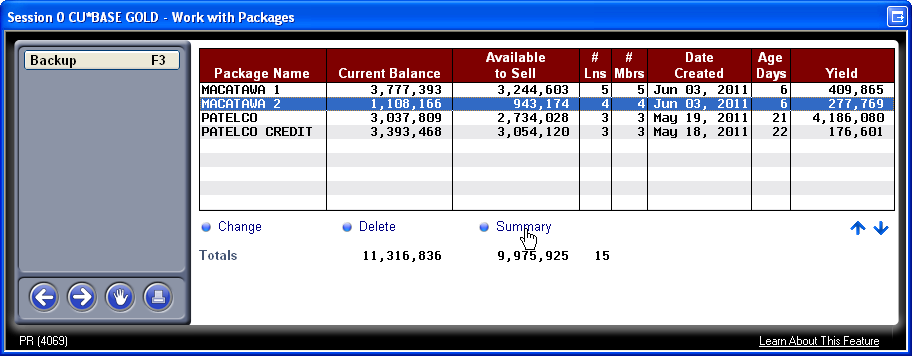 Session 0 CU*BASE GOLD - Work with Packages
Backup F3
Package Name Current Balance Available to Sell # Lns # Mbrs Date Created Age Days Yield
MACATAWA 1 3,777,393 3,244,603 5 5 Jun 03, 2011 6 409,865
MACATAWA 2 1,108,166 943,174 4 4 Jun 03, 2011 6 277,769
PATELCO 3,037,809 2,734,028 3 3 May 19, 2011 21 4,186,080
PATELCO CREDIT 3,393,468 3,054,120 3 3 May 18, 2011 22 176,601
Change Delete Summary
Totals 11,316,836 9,975,925 15
PR (4069) Learn About This Feature